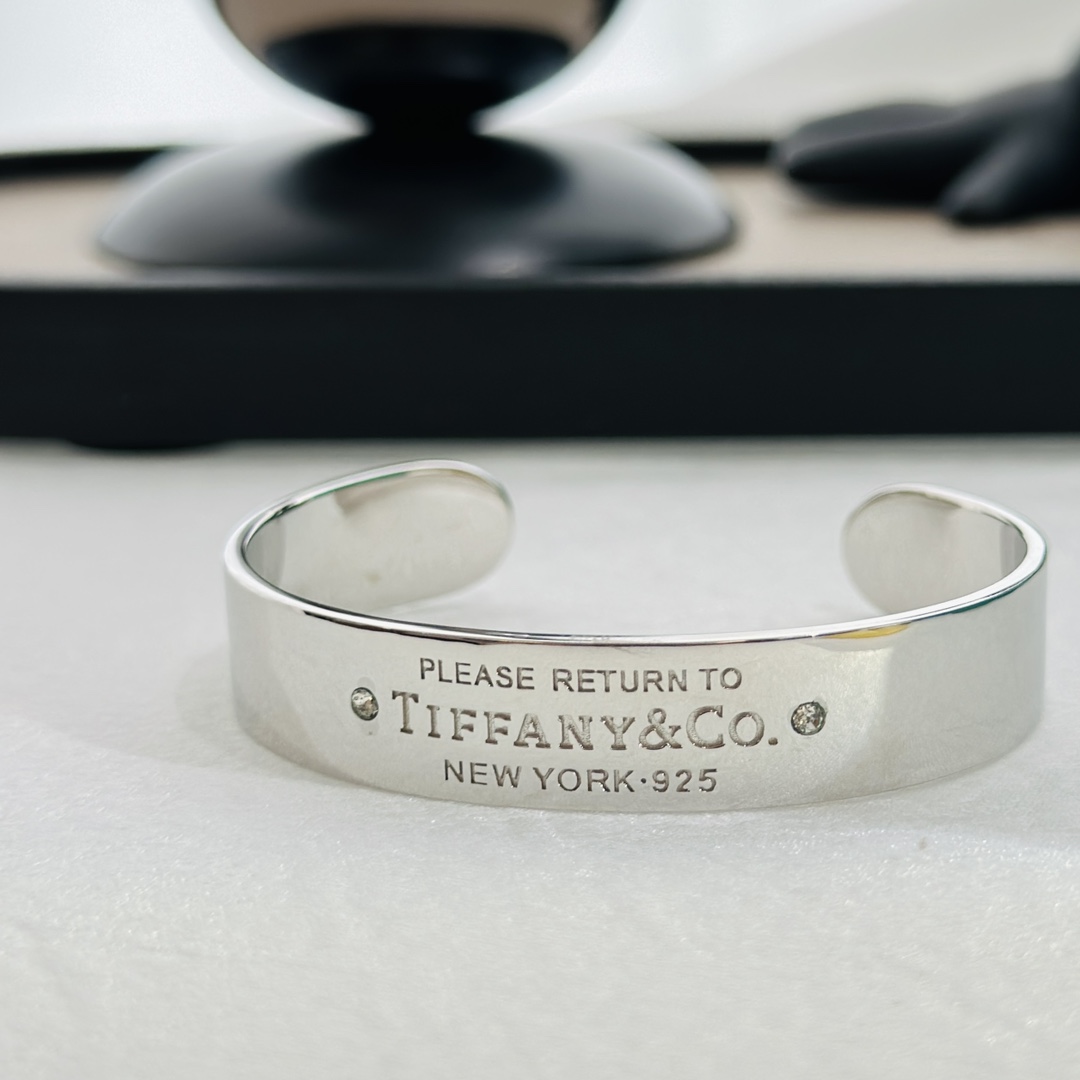 PLEASE RETURN TO
TIFFANY&CO.
NEW YORK·925